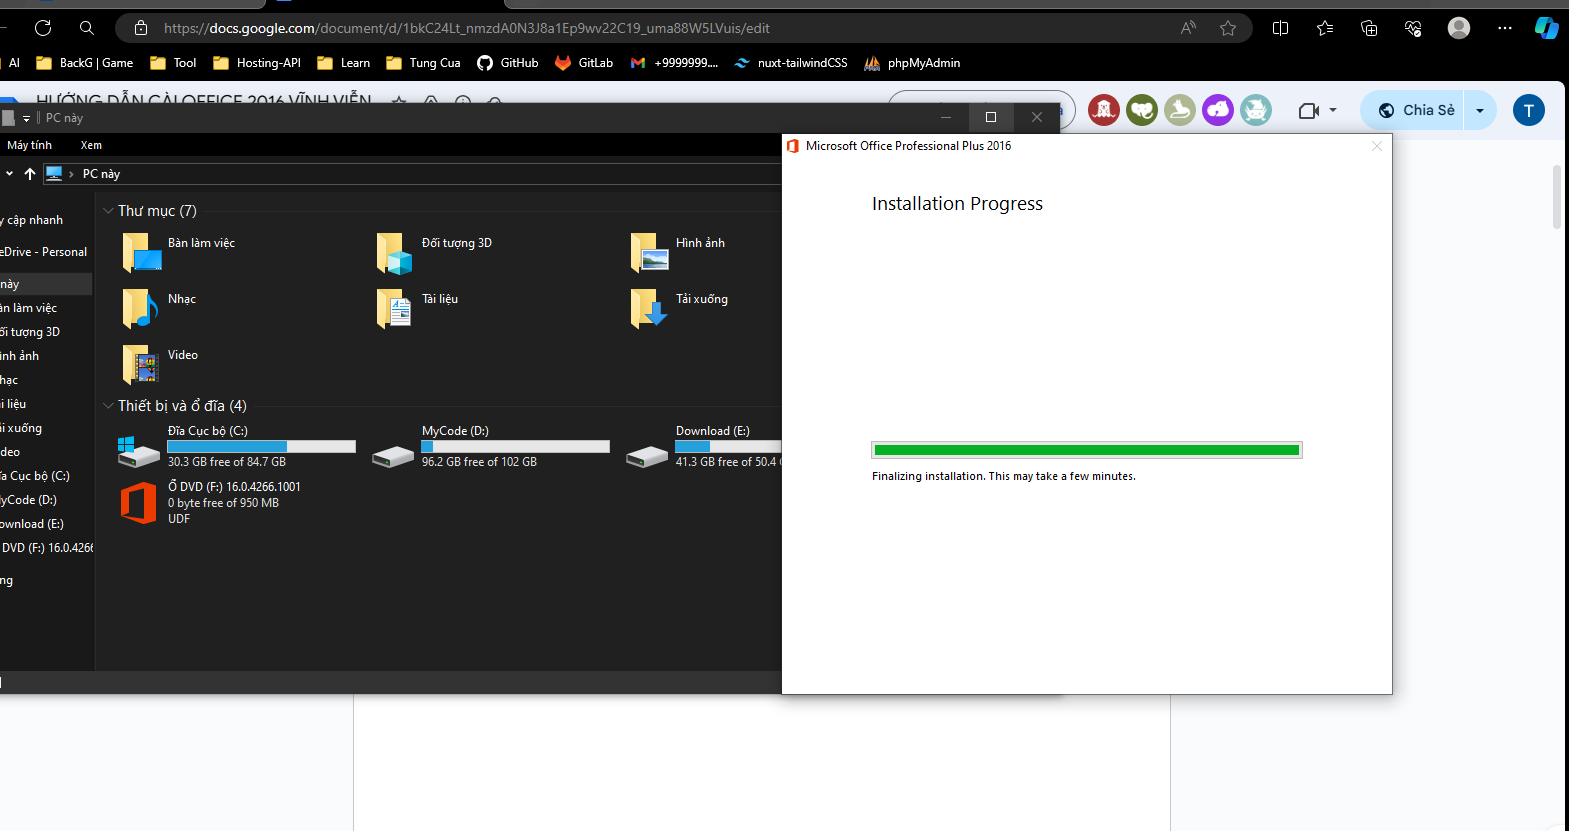 https://docs.google.com/document/d/1bkC24Lt_nmzdA0N3J8a1Ep9wv22C19_uma88W5LVuis/edit
AI BackG | Game Tool Hosting-API Learn Tung Cua GitHub GitLab +9999999.... nuxt-tailwindCSS phpMyAdmin
HƯỚNG DẪN CÀI OFFICE 2016 VĨNH VIỄN
Chia Sẻ
T
PC này
Máy tính Xem
PC này
cập nhanh
eDrive - Personal
này
àn làm việc
ối tượng 3D
ình ảnh
hạc
i liệu
i xuống
deo
ĩa Cục bộ (C:)
yCode (D:)
ownload (E:)
DVD (F:) 16.0.4266
ng
Thư mục (7)
Bàn làm việc
Đối tượng 3D
Hình ảnh
Nhạc
Tài liệu
Tải xuống
Video
Thiết bị và ổ đĩa (4)
Đĩa Cục bộ (C:)
30.3 GB free of 84.7 GB
MyCode (D:)
96.2 GB free of 102 GB
Download (E:)
41.3 GB free of 50.4
Ổ DVD (F:) 16.0.4266.1001
0 byte free of 950 MB
UDF
Microsoft Office Professional Plus 2016
Installation Progress
Finalizing installation. This may take a few minutes.